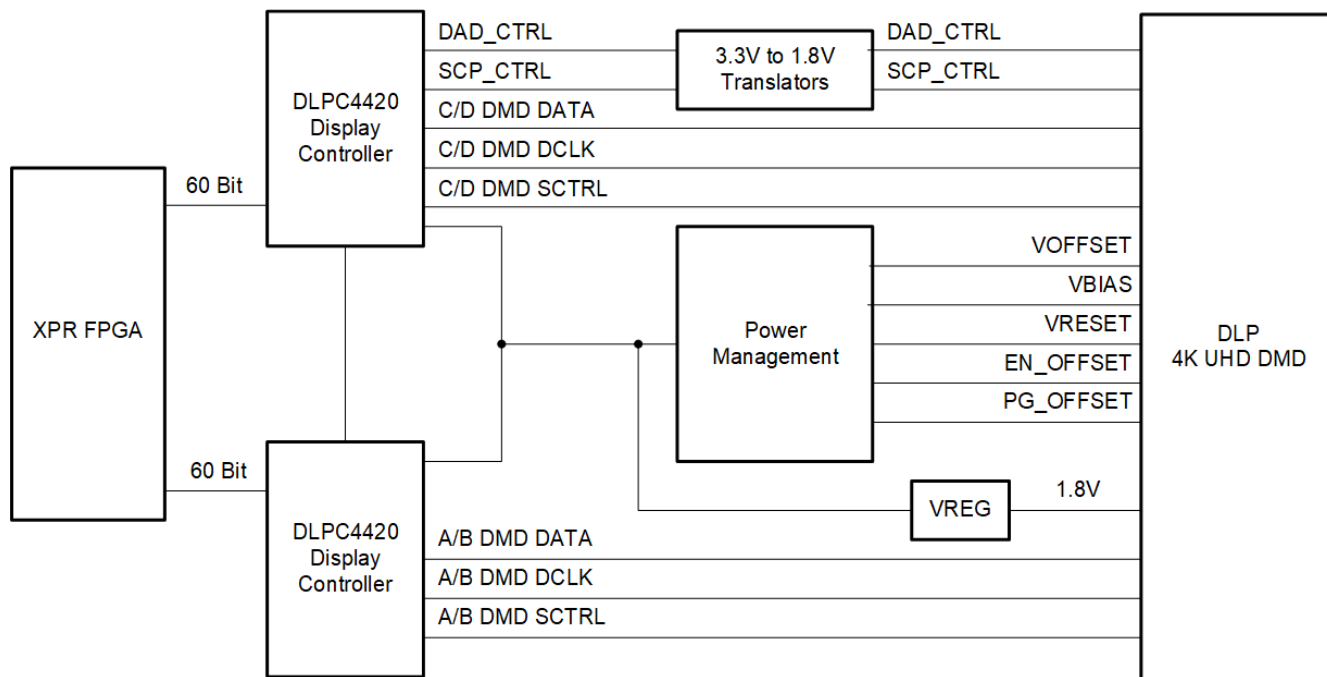 DAD_CTRL
SCP_CTRL
C/D DMD DATA
C/D DMD DCLK
C/D DMD SCTRL
DLPC4420
Display
Controller
3.3V to 1.8V
Translators
DAD_CTRL
SCP_CTRL
60 Bit
XPR FPGA
60 Bit
Power
Management
VOFFSET
VBIAS
VRESET
EN_OFFSET
PG_OFFSET
DLP
4K UHD DMD
VREG
1.8V
DLPC4420
Display
Controller
A/B DMD DATA
A/B DMD DCLK
A/B DMD SCTRL